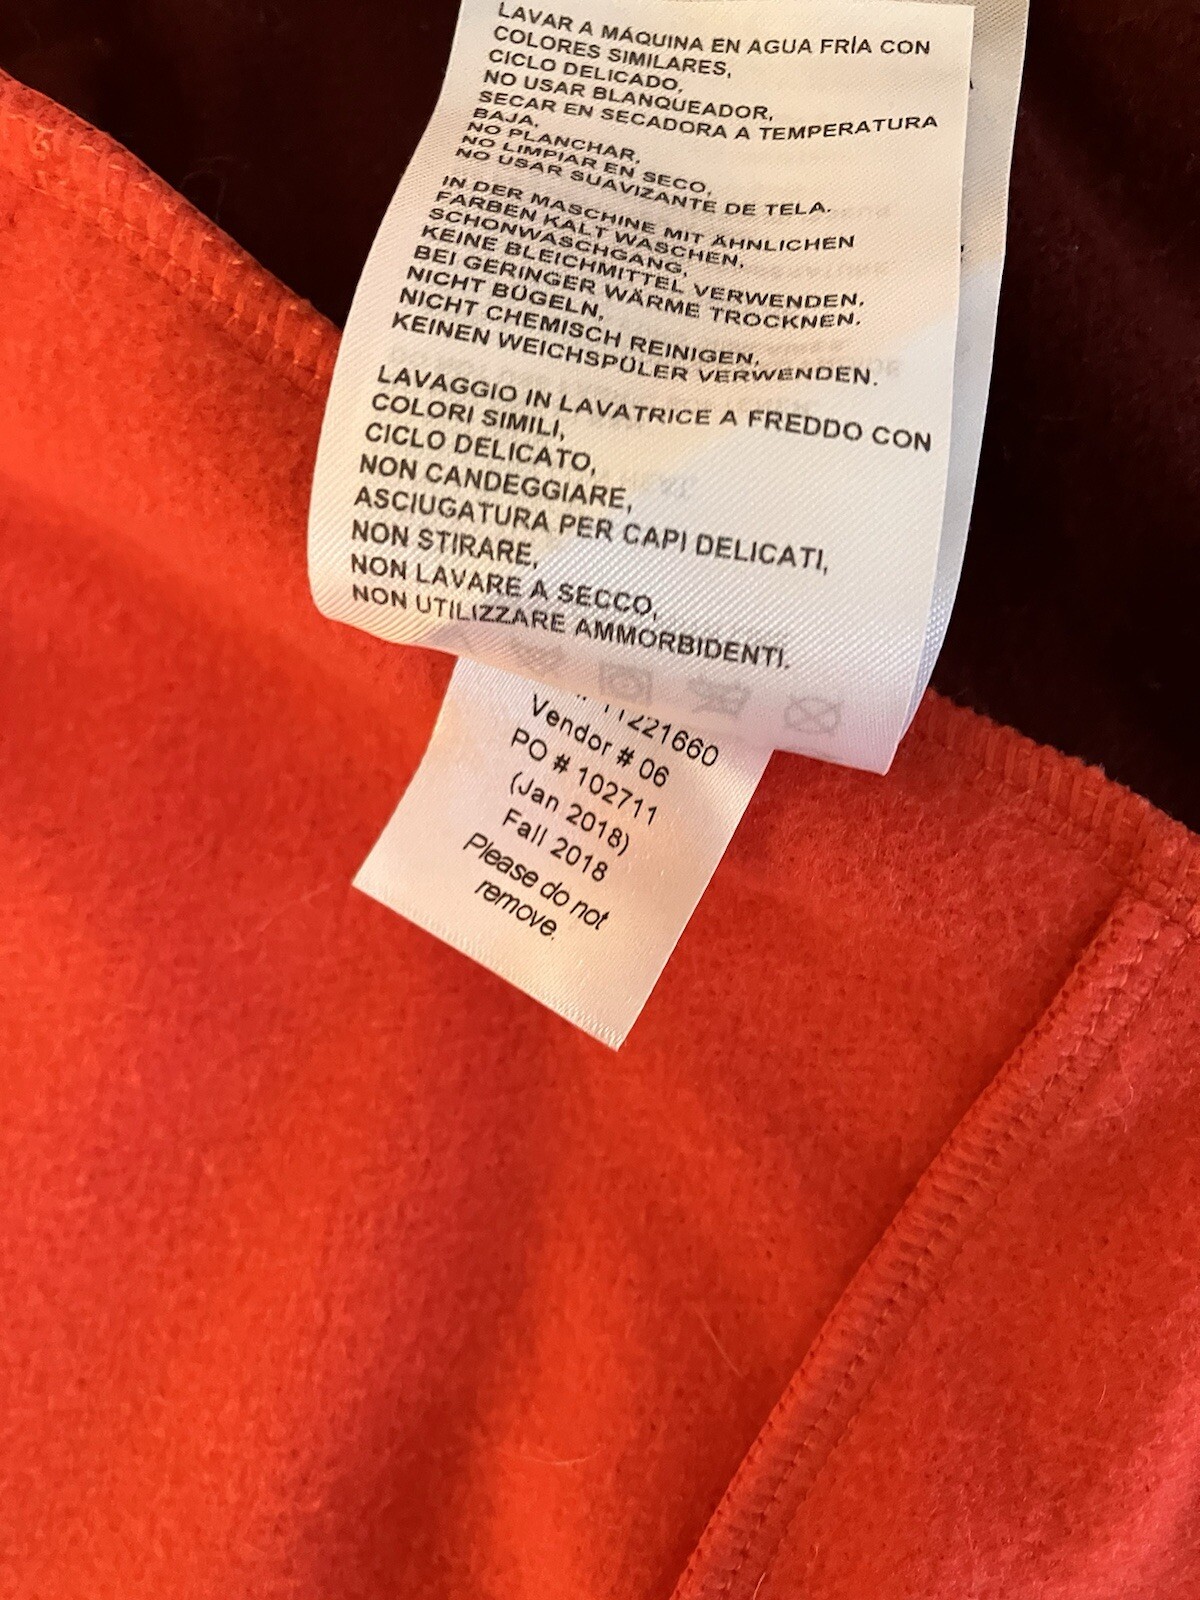 LAVAR A MÁQUINA EN AGUA FRÍA CON
COLORES SIMILARES,
CICLO DELICADO,
NO USAR BLANQUEADOR,
SECAR EN SECADORA A TEMPERATURA
BAJA,
NO PLANCHAR,
NO LIMPIAR EN SECO,
NO USAR SUAVIZANTE DE TELA.
IN DER MASCHINE MIT ÄHNLICHEN
FARBEN KALT WASCHEN,
SCHONWASCHGANG,
KEINE BLEICHMITTEL VERWENDEN.
BEI GERINGER WÄRME TROCKNEN.
NICHT BÜGELN,
NICHT CHEMISCH REINIGEN,
KEINEN WEICHSPÜLER VERWENDEN.
LAVAGGIO IN LAVATRICE A FREDDO CON
COLORI SIMILI,
CICLO DELICATO,
NON CANDEGGIARE,
ASCIUGATURA PER CAPI DELICATI,
NON STIRARE,
NON LAVARE A SECCO,
NON UTILIZZARE AMMORBIDENTI.
11221660
Vendor # 06
PO # 102711
(Jan 2018)
Fall 2018
Please do not
remove.